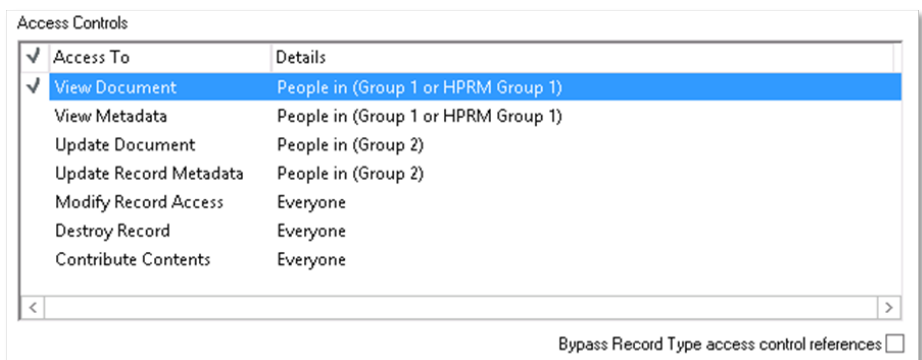 Access Controls
Access To Details
View Document People in (Group 1 or HPRM Group 1)
View Metadata People in (Group 1 or HPRM Group 1)
Update Document People in (Group 2)
Update Record Metadata People in (Group 2)
Modify Record Access Everyone
Destroy Record Everyone
Contribute Contents Everyone
Bypass Record Type access control references